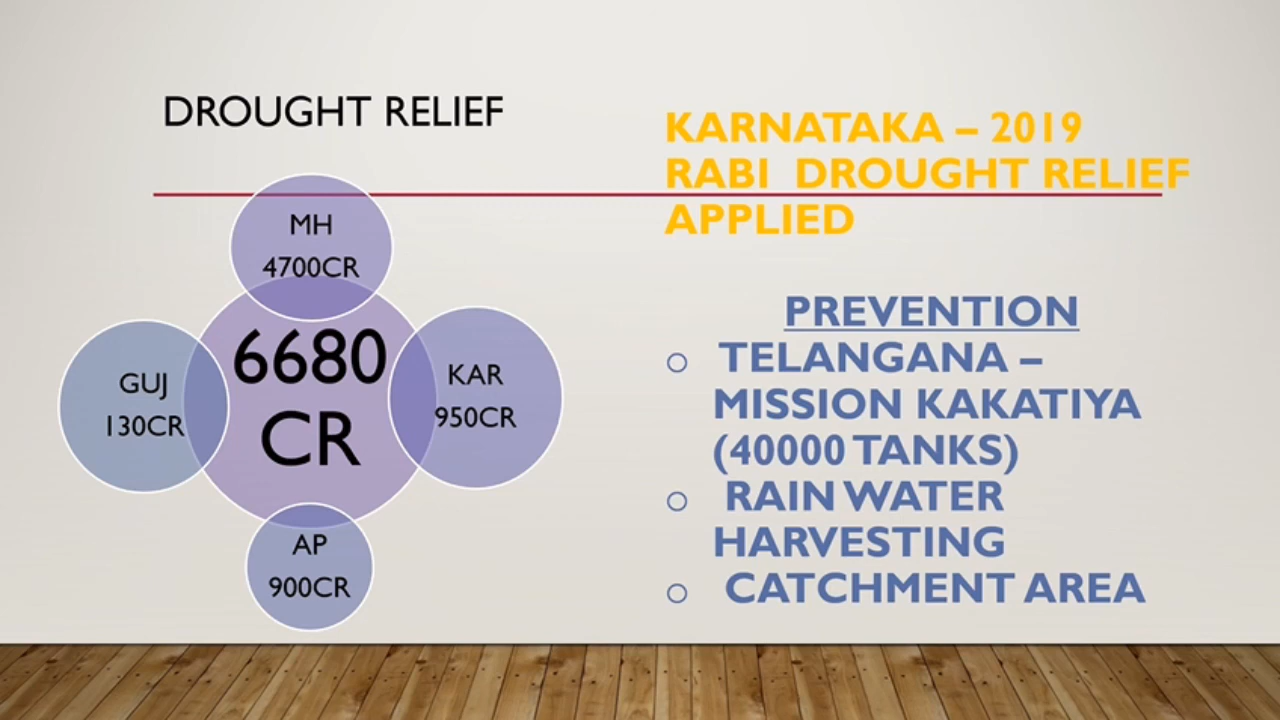 DROUGHT RELIEF
MH
4700CR
6680
CR
GUJ
130CR
KAR
950CR
AP
900CR
KARNATAKA – 2019
RABI DROUGHT RELIEF
APPLIED
PREVENTION
○ TELANGANA –
MISSION KAKATIYA
(40000 TANKS)
○ RAIN WATER
HARVESTING
○ CATCHMENT AREA